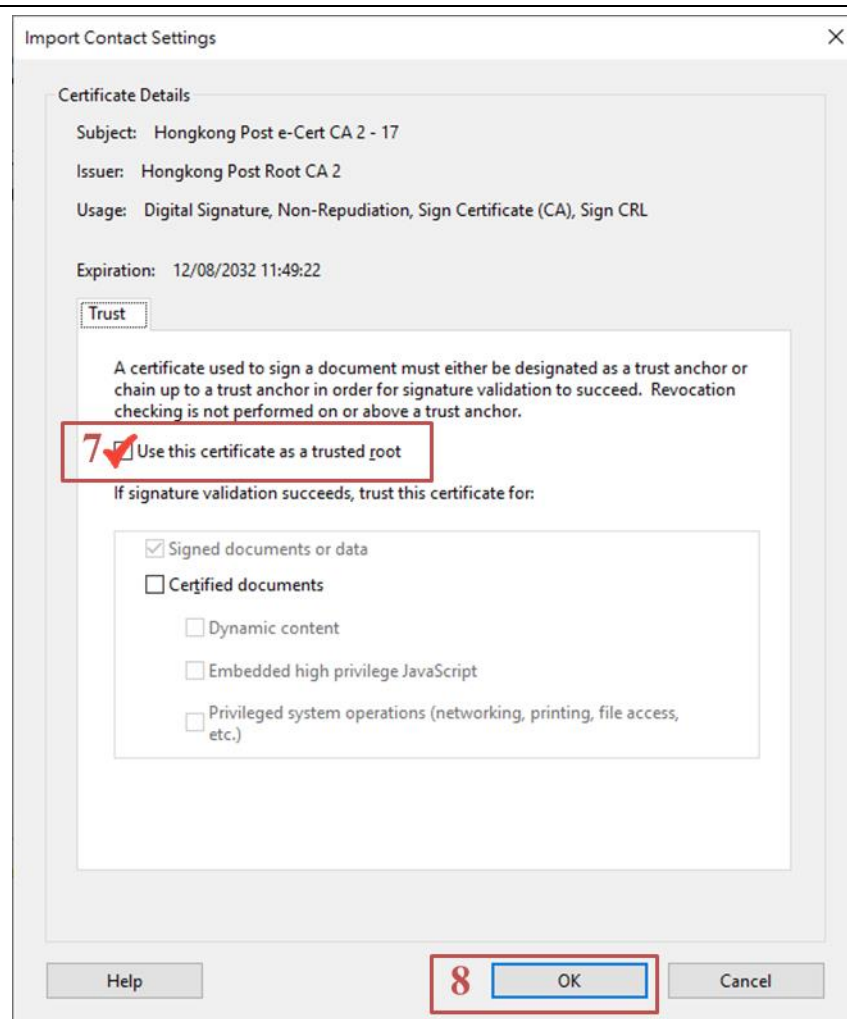 Import Contact Settings
Certificate Details
Subject: Hongkong Post e-Cert CA 2 - 17
Issuer: Hongkong Post Root CA 2
Usage: Digital Signature, Non-Repudiation, Sign Certificate (CA), Sign CRL
Expiration: 12/08/2032 11:49:22
Trust
A certificate used to sign a document must either be designated as a trust anchor or
chain up to a trust anchor in order for signature validation to succeed. Revocation
checking is not performed on or above a trust anchor.
7 Use this certificate as a trusted root
If signature validation succeeds, trust this certificate for:
Signed documents or data
Certified documents
Dynamic content
Embedded high privilege JavaScript
Privileged system operations (networking, printing, file access,
etc.)
Help 8 OK Cancel